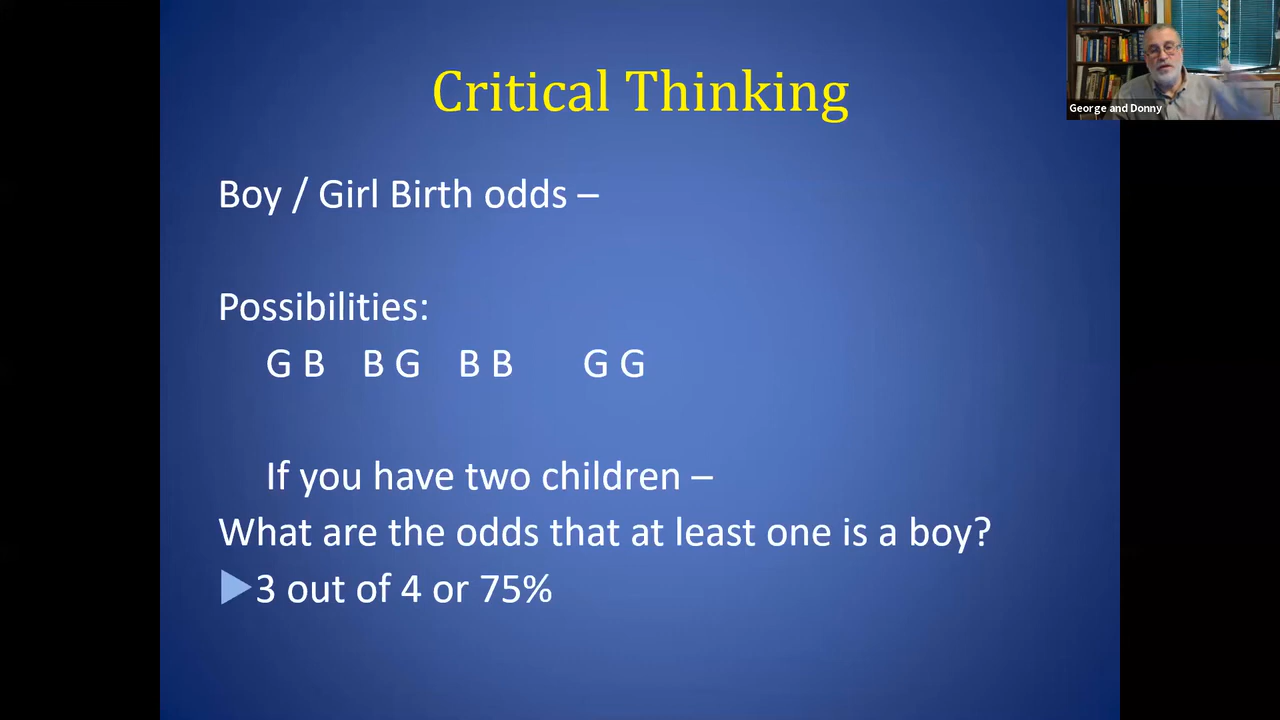 Critical Thinking
George and Donny
Boy / Girl Birth odds –
Possibilities:
G B B G B B G G
If you have two children –
What are the odds that at least one is a boy?
3 out of 4 or 75%